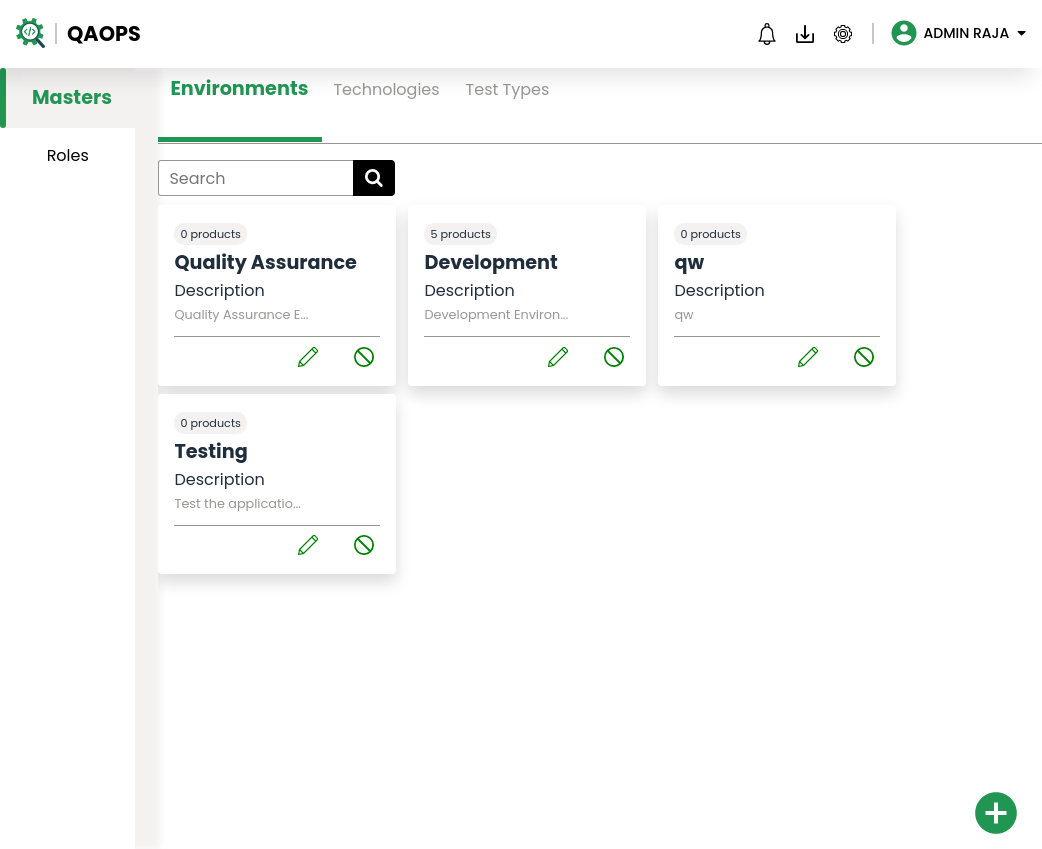 QAOPS
ADMIN RAJA
Masters
Roles
Environments
Technologies
Test Types
Search
0 products
Quality Assurance
Description
Quality Assurance E...
5 products
Development
Description
Development Environ...
0 products
qw
Description
qw
0 products
Testing
Description
Test the applicatio...